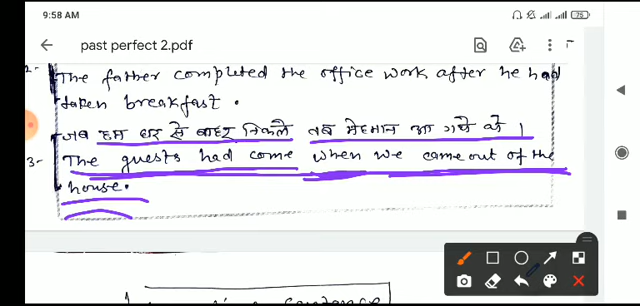 9:58 AM
75
past perfect 2.pdf
2-
The father completed the office work after he had
taken breakfast.
जब हम घर से बाहर निकले तब मेहमान आ गये थे।
3- The guests had come when we came out of the
house.